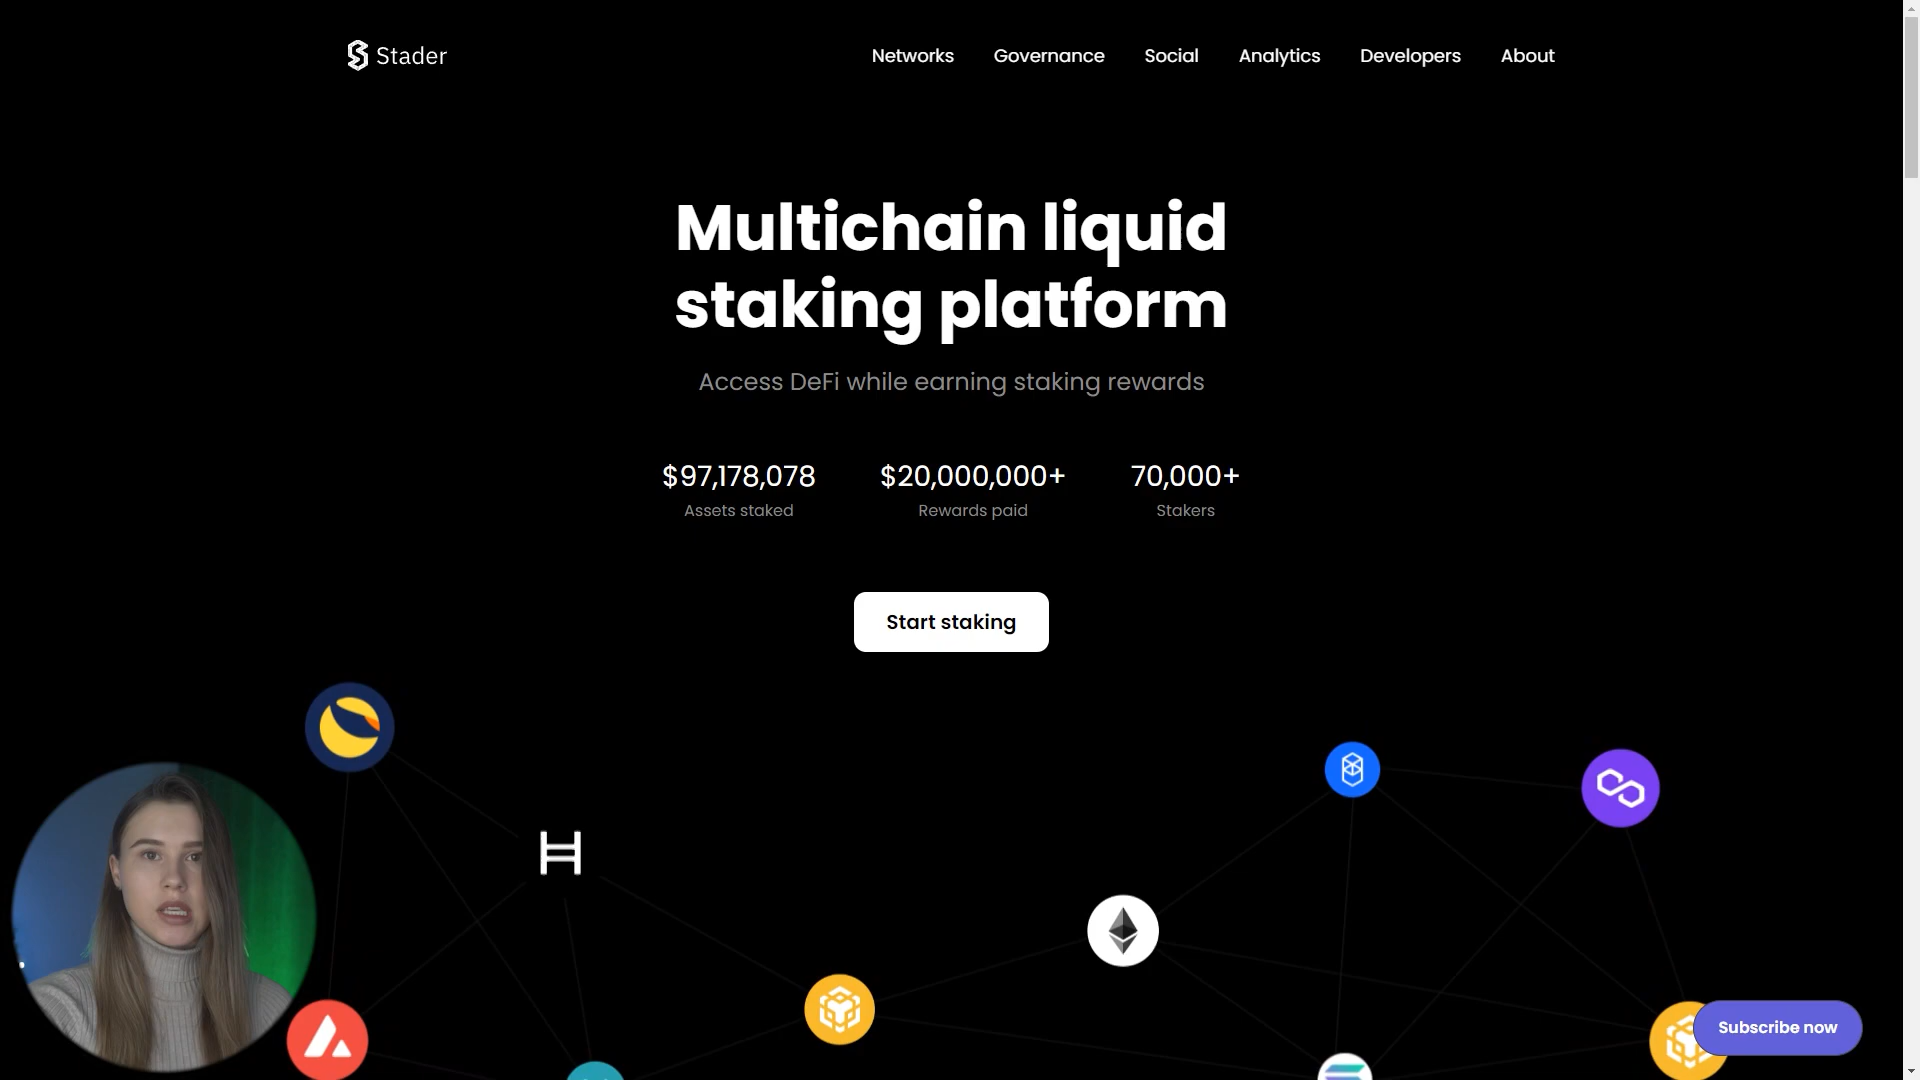 Stader
Networks
Governance
Social
Analytics
Developers
About
Multichain liquid
staking platform
Access DeFi while earning staking rewards
$97,178,078
Assets staked
$20,000,000+
Rewards paid
70,000+
Stakers
Start staking
Subscribe now